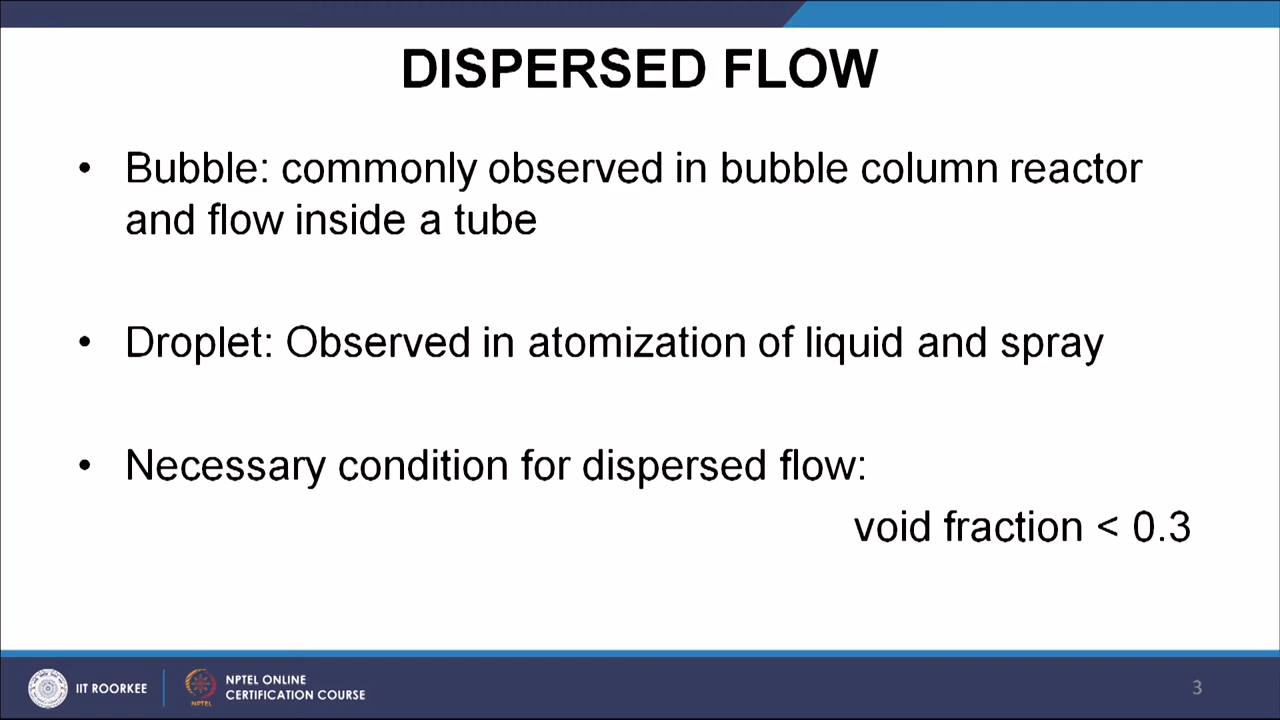 DISPERSED FLOW
• Bubble: commonly observed in bubble column reactor
and flow inside a tube
• Droplet: Observed in atomization of liquid and spray
• Necessary condition for dispersed flow:
void fraction < 0.3
IIT ROORKEE
NPTEL
NPTEL ONLINE
CERTIFICATION COURSE
3